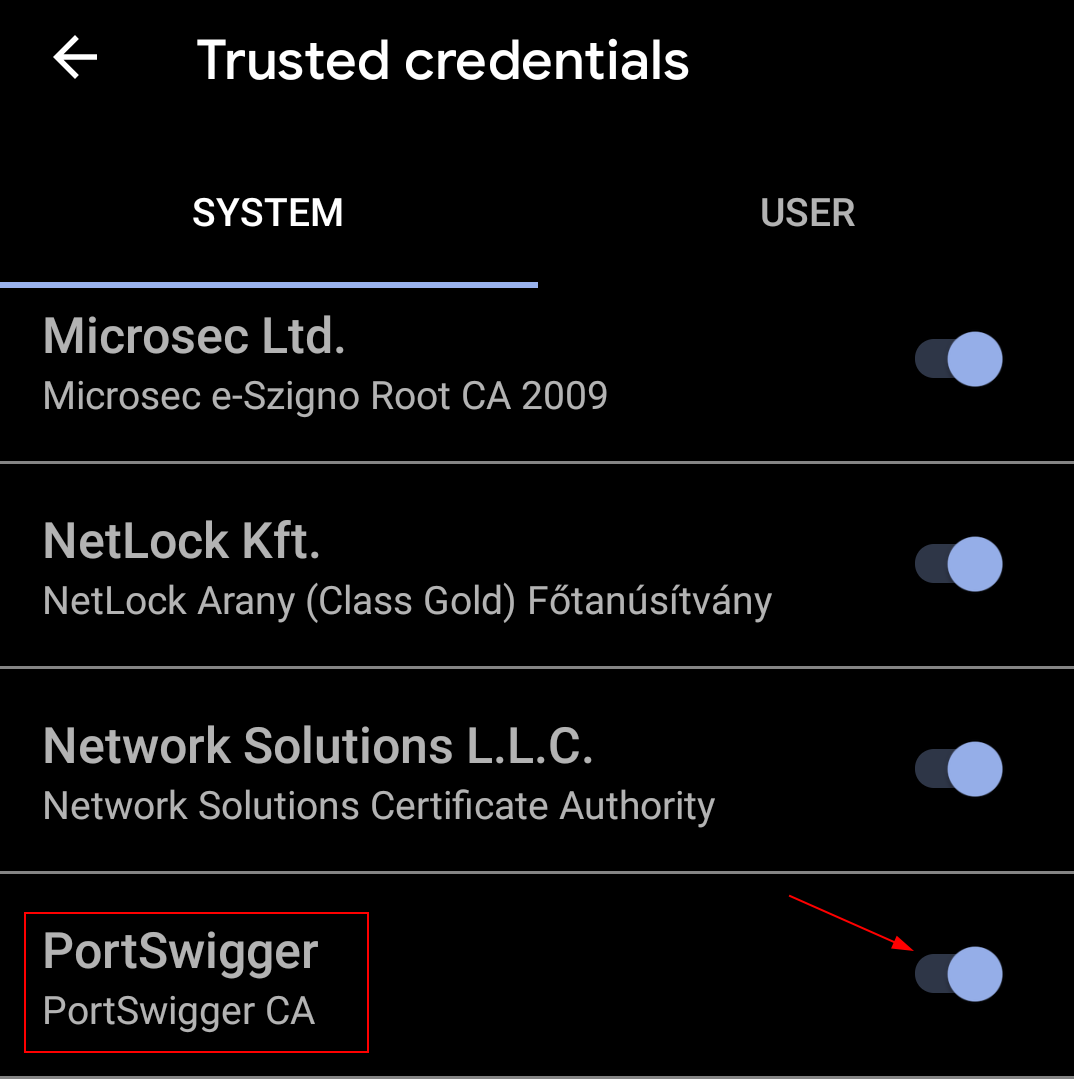 Trusted credentials
SYSTEM
USER
Microsec Ltd.
Microsec e-Szigno Root CA 2009
NetLock Kft.
NetLock Arany (Class Gold) Főtanúsítvány
Network Solutions L.L.C.
Network Solutions Certificate Authority
PortSwigger
PortSwigger CA